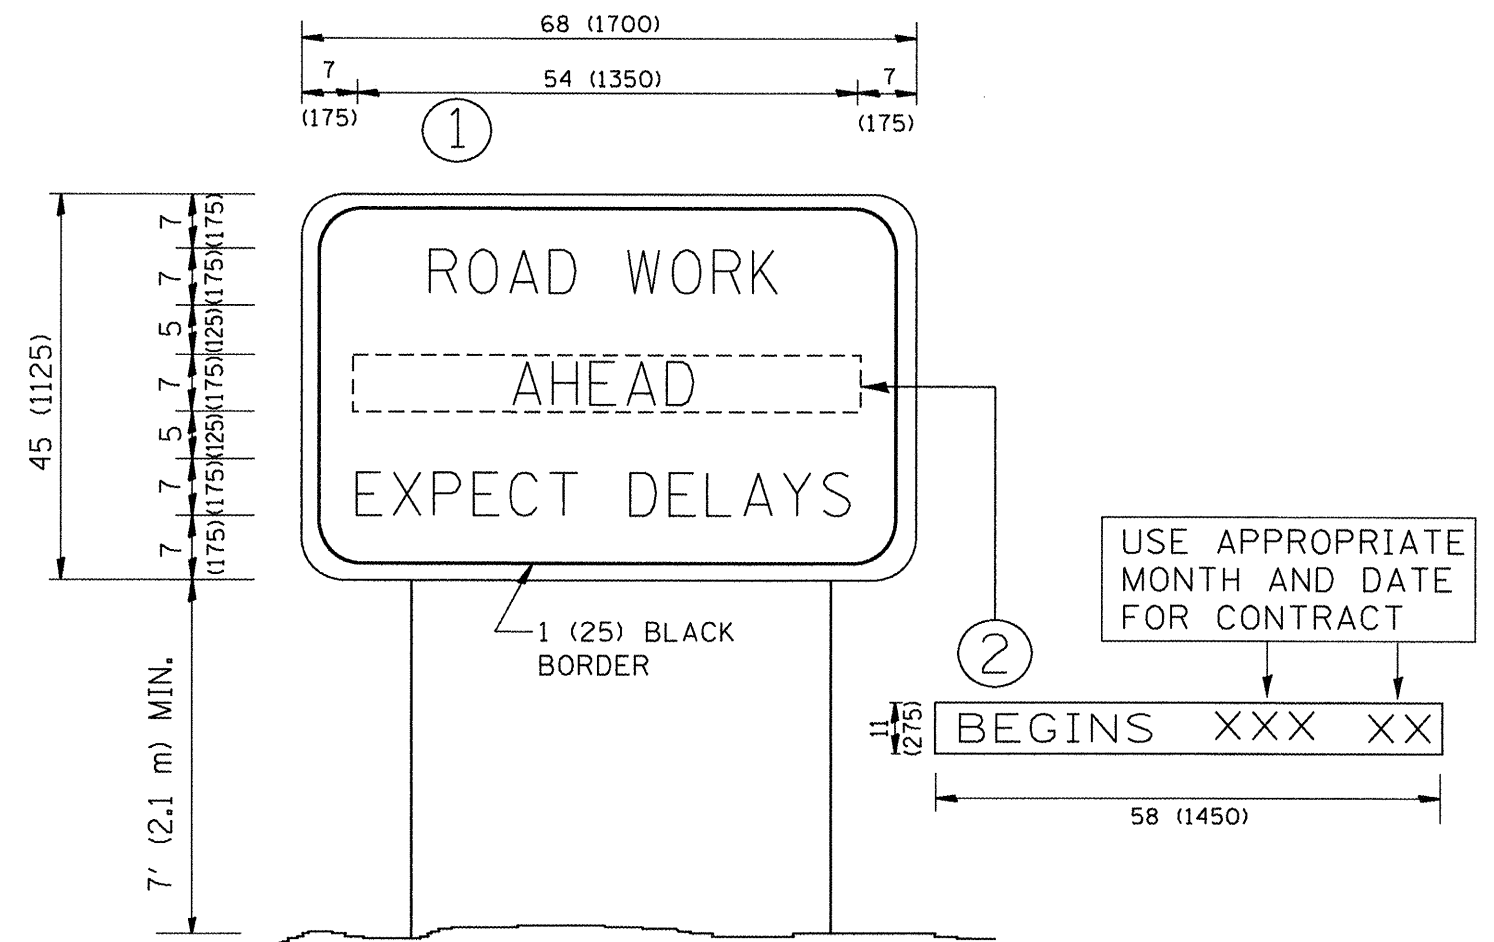 68 (1700)
7 54 (1350) 7
(175) (175)
1
7 (175)
7 (175)
5 (125)
7 (175)
5 (125)
7 (175)
7 (175)
45 (1125)
ROAD WORK
AHEAD
EXPECT DELAYS
1 (25) BLACK
BORDER
7' (2.1 m) MIN.
USE APPROPRIATE
MONTH AND DATE
FOR CONTRACT
2
11
(275)
BEGINS XXX XX
58 (1450)